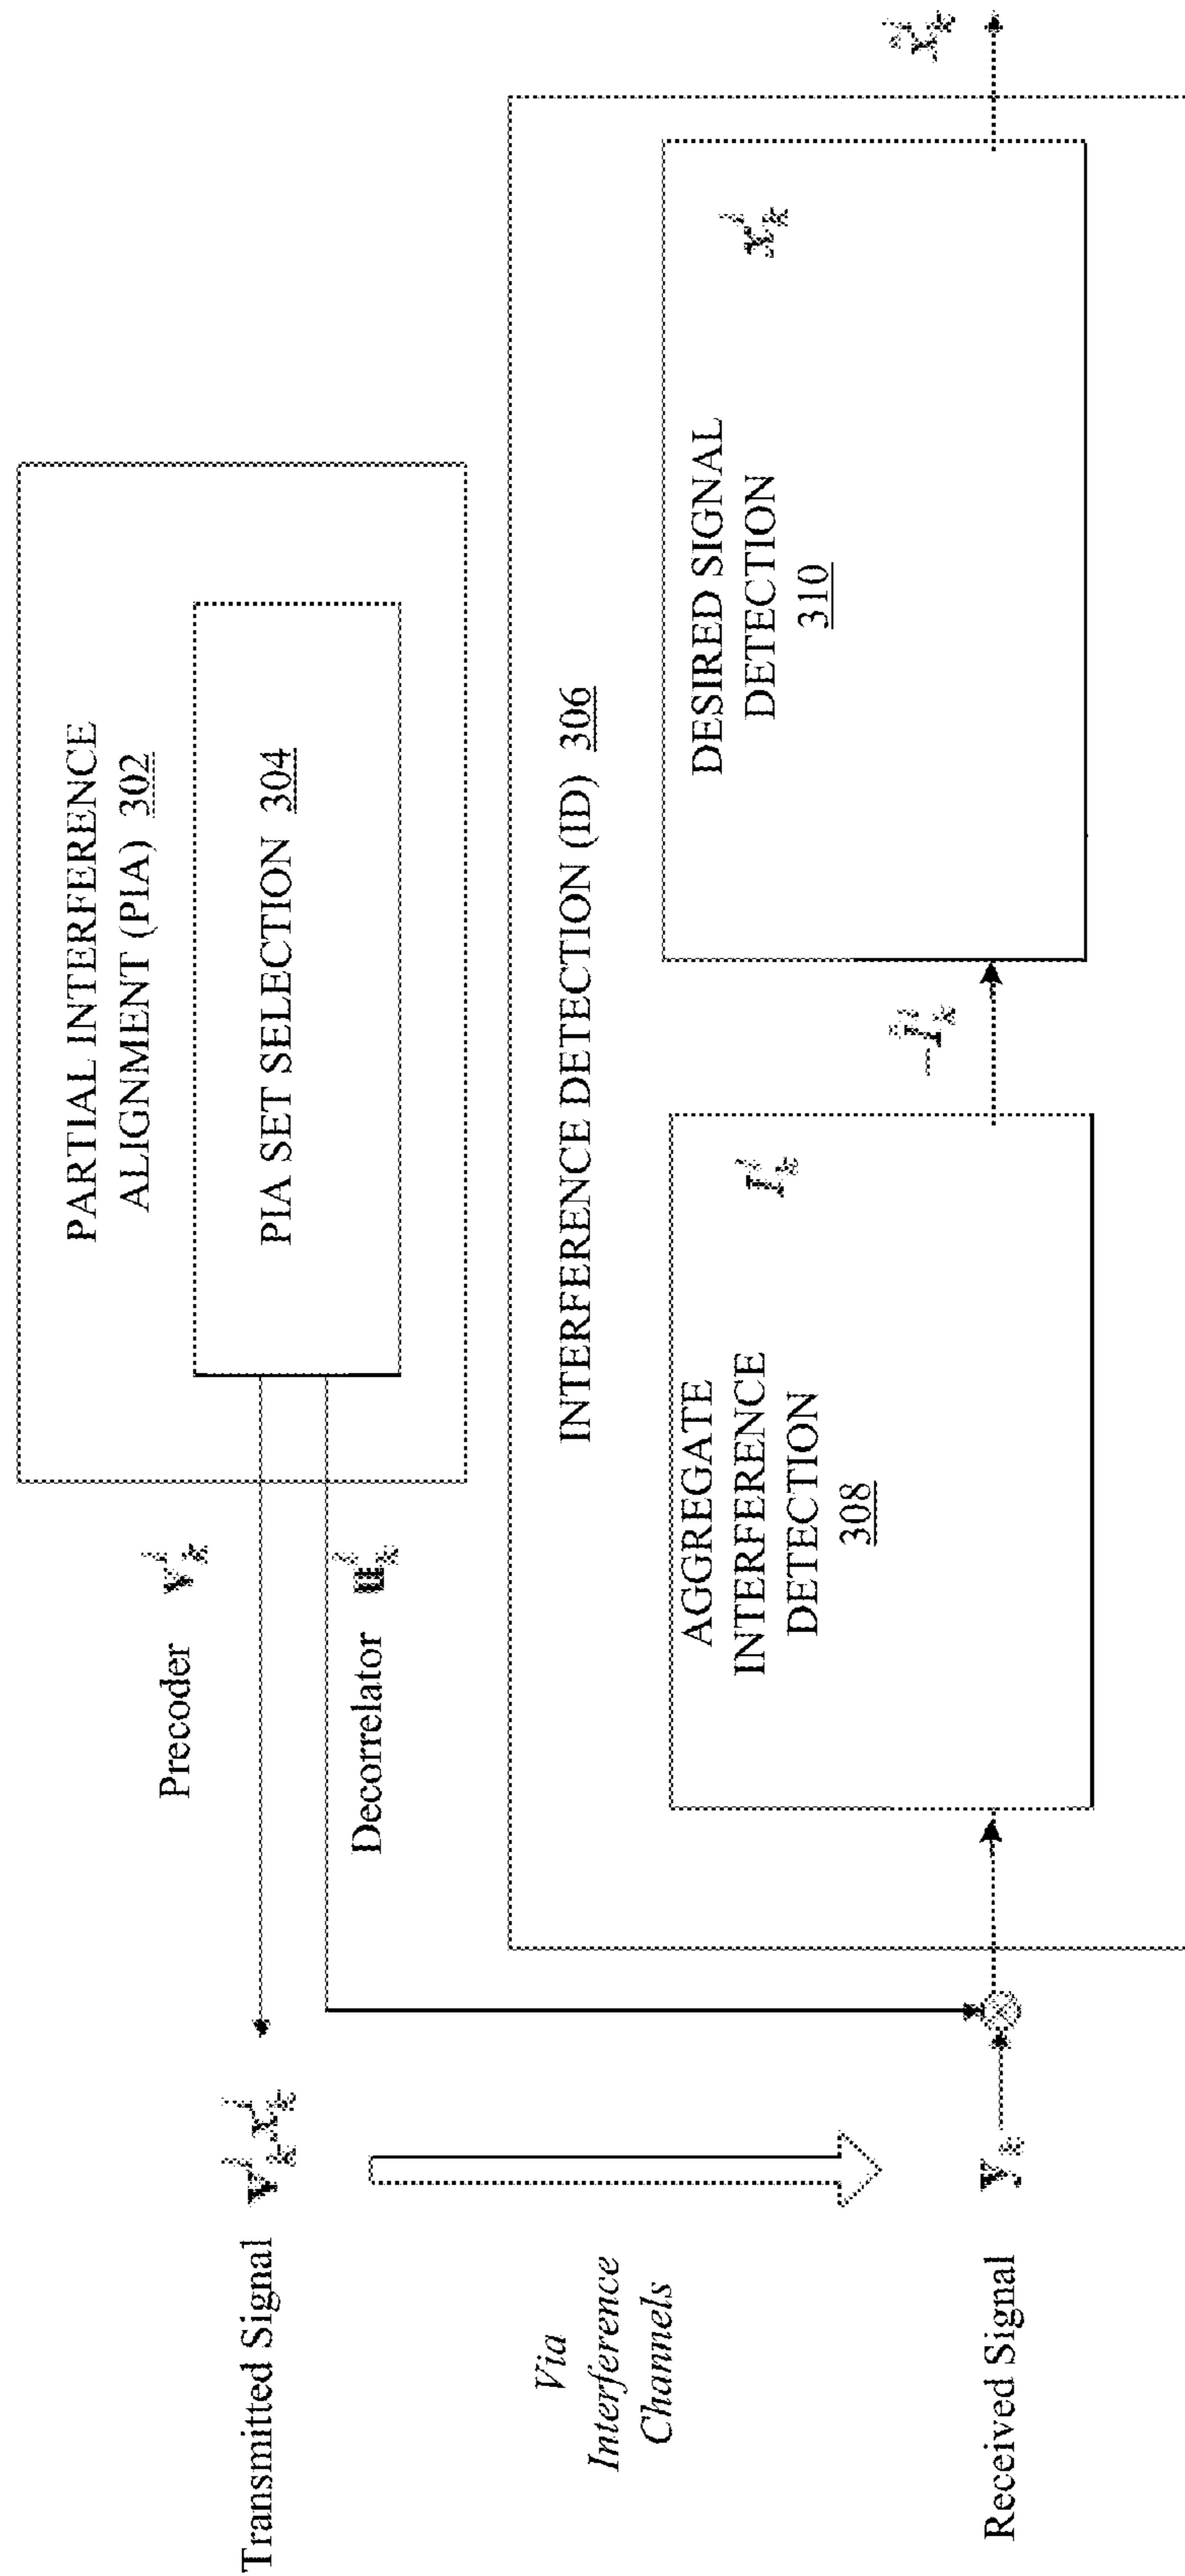 PARTIAL INTERFERENCE
ALIGNMENT (PIA) 302
PIA SET SELECTION 304
Precoder
Decorrelator
Transmitted Signal
Via
Interference
Channels
Received Signal
INTERFERENCE DETECTION (ID) 306
AGGREGATE
INTERFERENCE
DETECTION
308
DESIRED SIGNAL
DETECTION
310